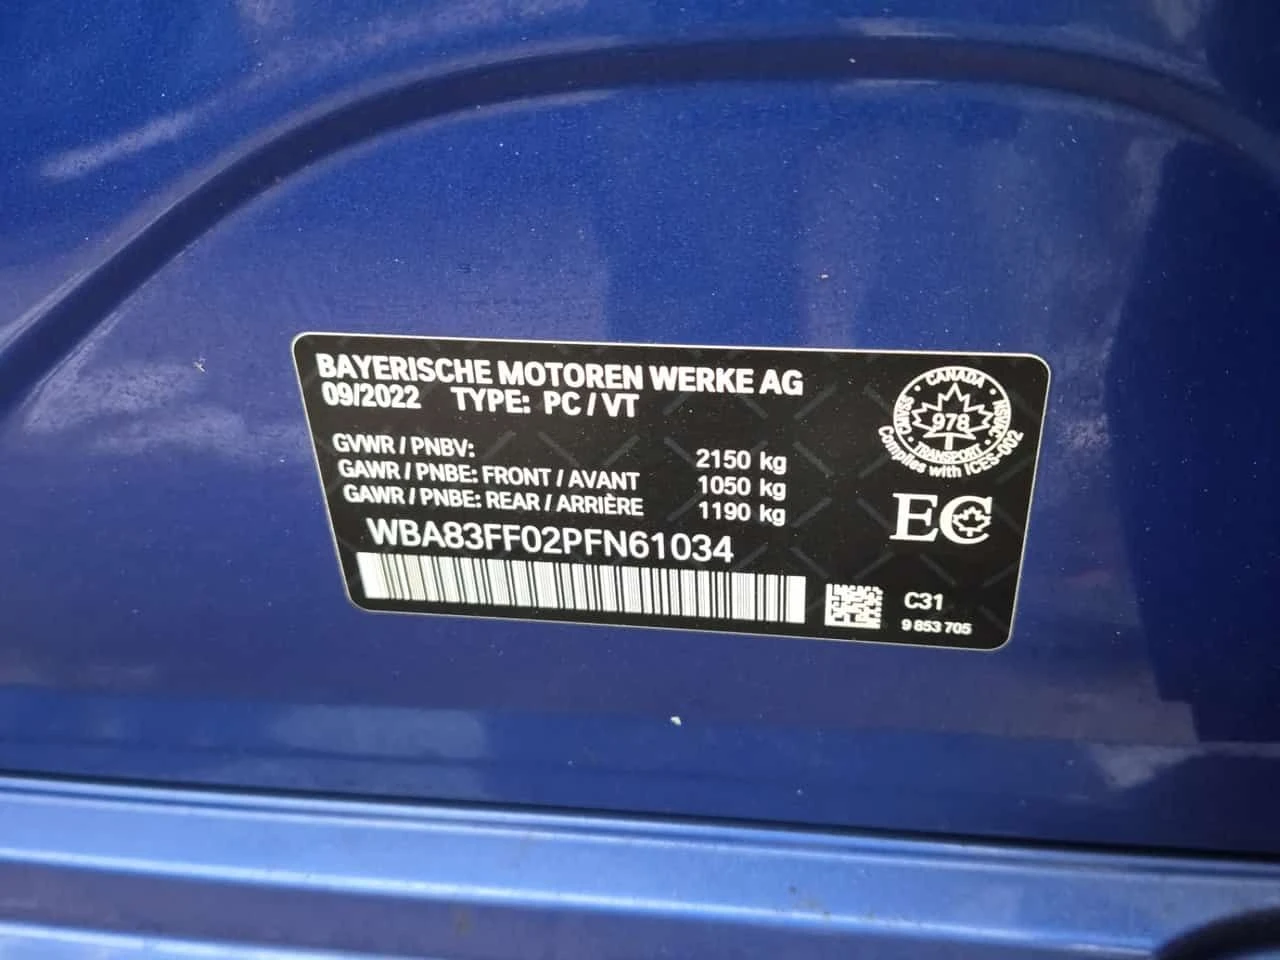 BAYERISCHE MOTOREN WERKE AG
09/2022 TYPE: PC / VT
GVWR / PNBV: 2150 kg
GAWR / PNBE: FRONT / AVANT 1050 kg
GAWR / PNBE: REAR / ARRIÈRE 1190 kg
WBA83FF02PFN61034
CANADA
CMVSS NSVAC
978
TRANSPORT
Complies with ICES-002
EC
C31
9 853 705